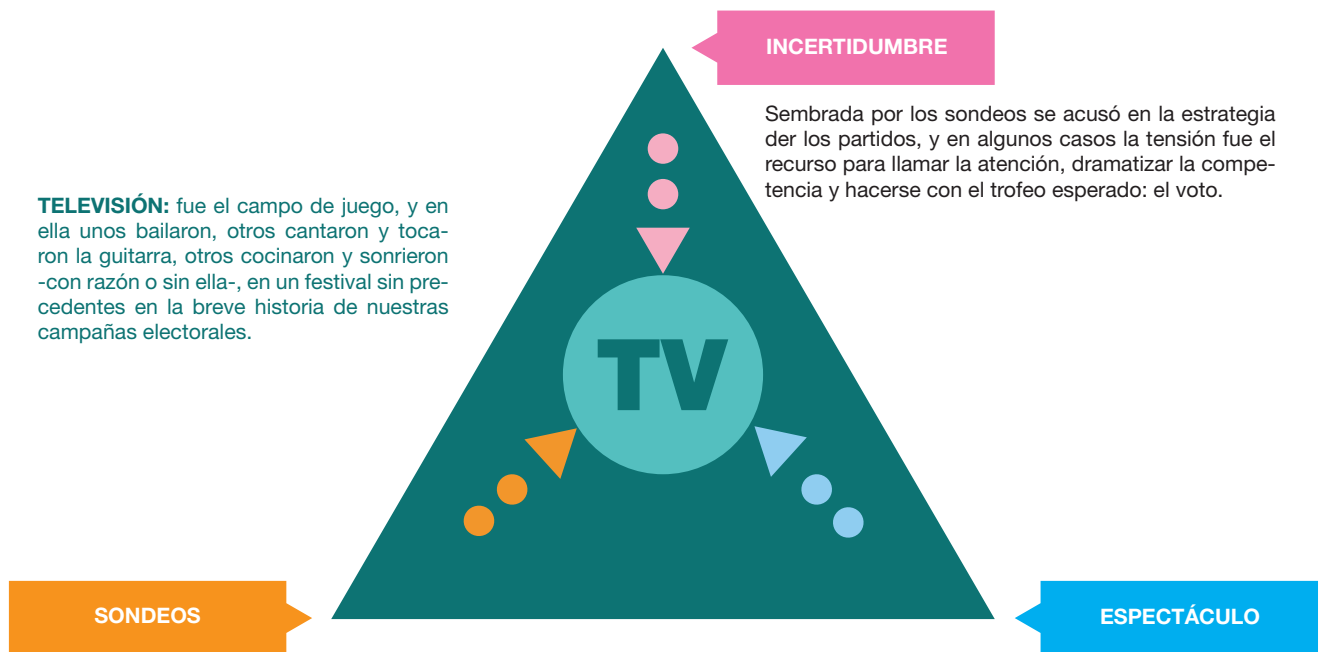 INCERTIDUMBRE
Sembrada por los sondeos se acusó en la estrategia
der los partidos, y en algunos casos la tensión fue el
recurso para llamar la atención, dramatizar la compe-
tencia y hacerse con el trofeo esperado: el voto.
TELEVISIÓN: fue el campo de juego, y en
ella unos bailaron, otros cantaron y toca-
ron la guitarra, otros cocinaron y sonrieron
-con razón o sin ella-, en un festival sin pre-
cedentes en la breve historia de nuestras
campañas electorales.
TV
SONDEOS
ESPECTÁCULO